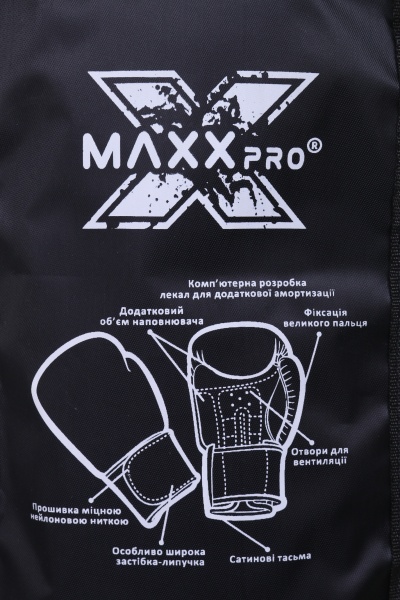 MAXX PRO®
Комп'ютерна розробка
лекал для додаткової амортизації
Додатковий
об'єм наповнювача
Фіксація
великого пальця
Отвори для
вентиляції
Прошивка міцною
нейлоновою ниткою
Особливо широка
застібка-липучка
Сатинові тасьма